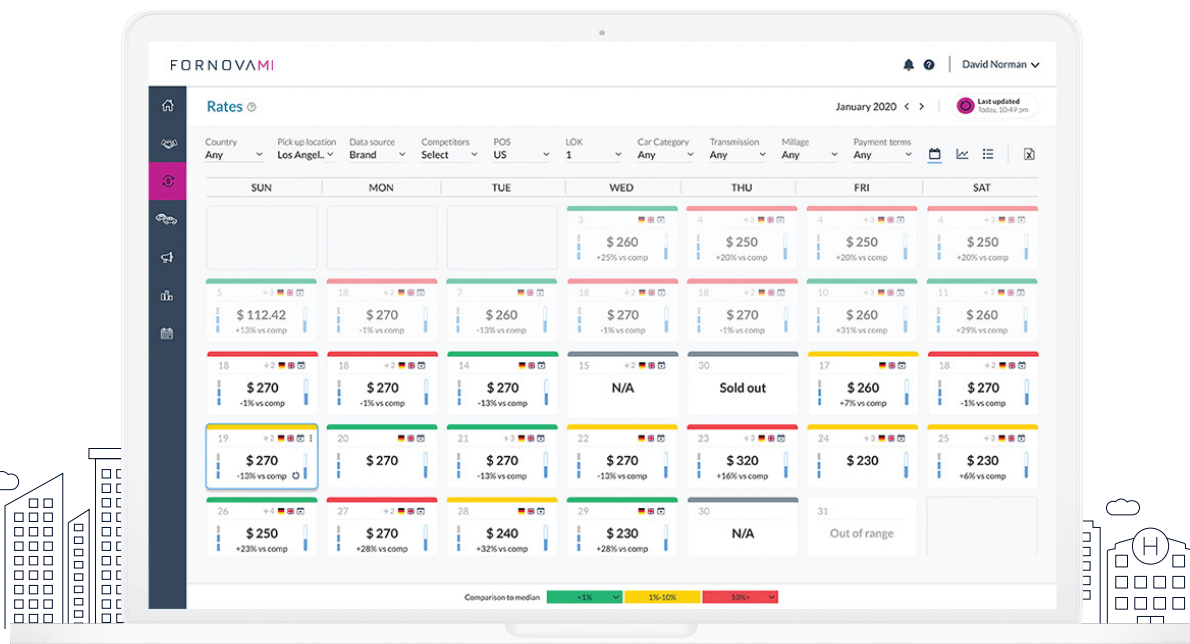 FORNOVAMI
David Norman
Rates
January 2020
Last updated
Today, 10:49 pm
Country Pick up location Data source Competitors POS LOK Car Category Transmission Millage Payment terms
Any Los Angel.. Brand Select US 1 Any Any Any Any
SUN MON TUE WED THU FRI SAT
3 4 +3 4 +3 4 +3
$ 260 $ 250 $ 250 $ 250
+25% vs comp +20% vs comp +20% vs comp +20% vs comp
5 +3 18 +2 7 18 +2 18 +2 10 +3 11 +3
$ 112.42 $ 270 $ 260 $ 270 $ 270 $ 260 $ 260
+13% vs comp -1% vs comp -13% vs comp -1% vs comp -1% vs comp +31% vs comp +29% vs comp
18 +2 18 +2 14 15 +2 30 17 18 +2
$ 270 $ 270 $ 270 N/A Sold out $ 260 $ 270
-1% vs comp -1% vs comp -13% vs comp +7% vs comp -1% vs comp
19 +2 20 21 +3 22 23 +3 24 +3 25 +3
$ 270 $ 270 $ 270 $ 270 $ 320 $ 230 $ 230
-13% vs comp -13% vs comp -13% vs comp +16% vs comp +6% vs comp
26 +4 27 +2 28 29 30 31
$ 250 $ 270 $ 240 $ 230 N/A Out of range
+23% vs comp +28% vs comp +32% vs comp +28% vs comp
Comparison to median <1% 1%-10% 10%+
H